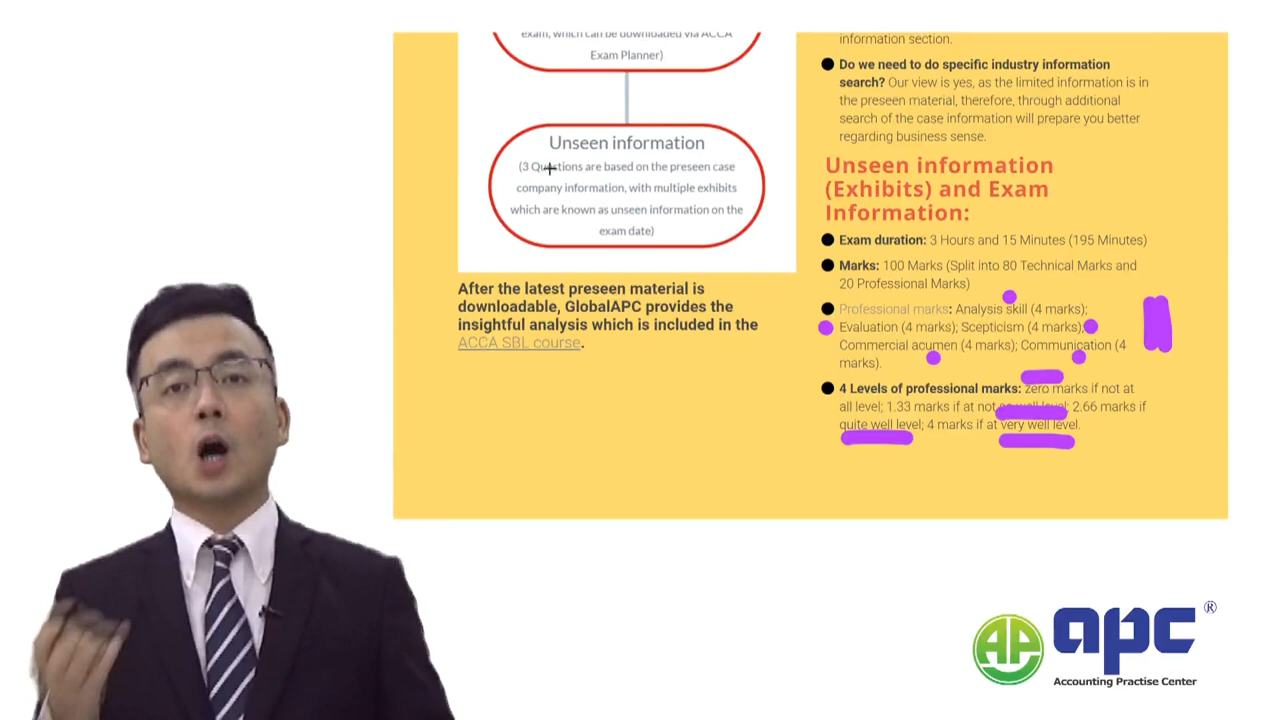 exam, which can be downloaded via ACCA
Exam Planner)
Unseen information
(3 Questions are based on the preseen case
company information, with multiple exhibits
which are known as unseen information on the
exam date)
After the latest preseen material is
downloadable, GlobalAPC provides the
insightful analysis which is included in the
ACCA SBL course.
information section.
Do we need to do specific industry information
search? Our view is yes, as the limited information is in
the preseen material, therefore, through additional
search of the case information will prepare you better
regarding business sense.
Unseen information
(Exhibits) and Exam
Information:
Exam duration: 3 Hours and 15 Minutes (195 Minutes)
Marks: 100 Marks (Split into 80 Technical Marks and
20 Professional Marks)
Professional marks: Analysis skill (4 marks);
Evaluation (4 marks); Scepticism (4 marks);
Commercial acumen (4 marks); Communication (4
marks).
4 Levels of professional marks: zero marks if not at
all level; 1.33 marks if at not so well level; 2.66 marks if
quite well level; 4 marks if at very well level.
AP
apc®
Accounting Practise Center